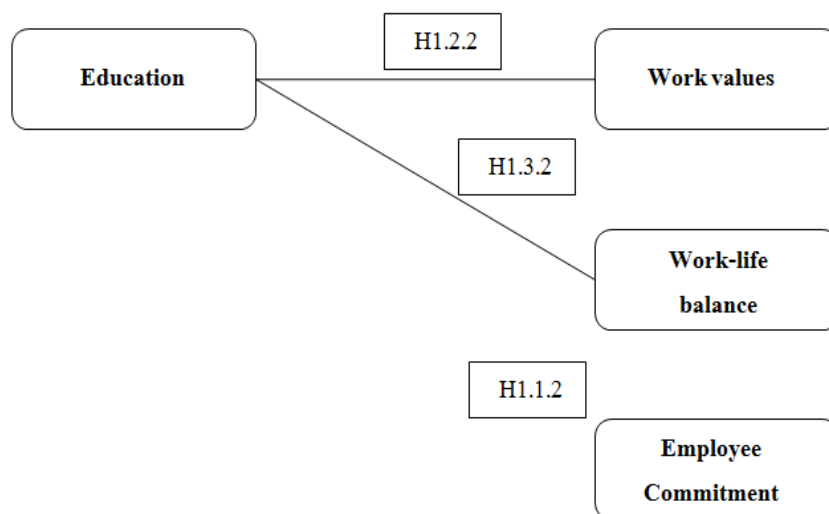 H1.2.2
Education
Work values
H1.3.2
Work-life
balance
H1.1.2
Employee
Commitment